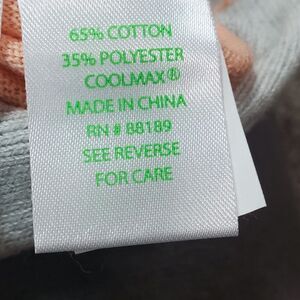 65% COTTON
35% POLYESTER
COOLMAX ®
MADE IN CHINA
RN # 88189
SEE REVERSE
FOR CARE